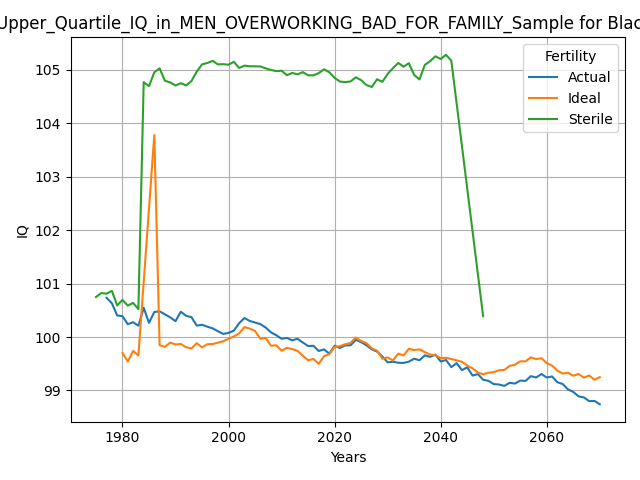 Upper_Quartile_IQ_in_MEN_OVERWORKING_BAD_FOR_FAMILY_Sample for Blac
Fertility
Actual
Ideal
Sterile
IQ
105
104
103
102
101
100
99
1980 2000 2020 2040 2060
Years